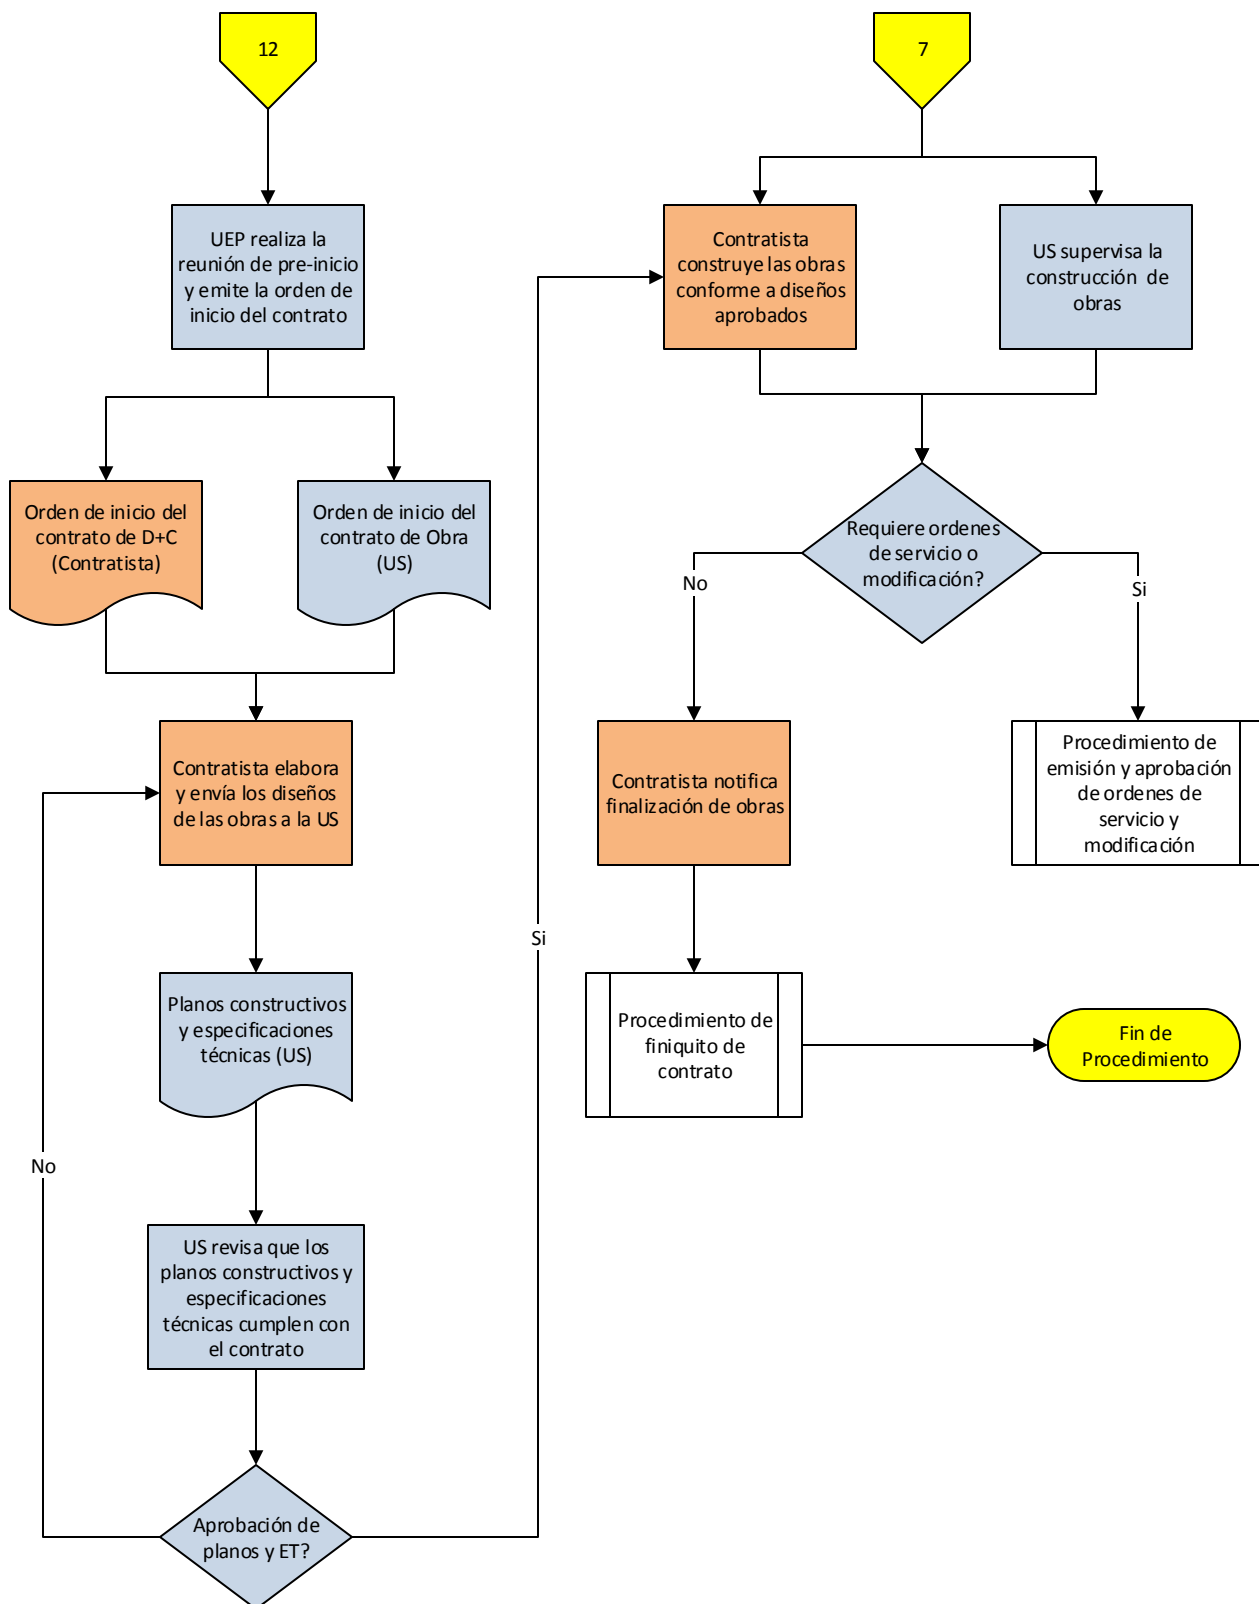 12
UEP realiza la
reunión de pre-inicio
y emite la orden de
inicio del contrato
Orden de inicio del
contrato de D+C
(Contratista)
Orden de inicio del
contrato de Obra
(US)
Contratista elabora
y envía los diseños
de las obras a la US
Planos constructivos
y especificaciones
técnicas (US)
No
US revisa que los
planos constructivos y
especificaciones
técnicas cumplen con
el contrato
Aprobación de
planos y ET?
Si
7
Contratista
construye las obras
conforme a diseños
aprobados
US supervisa la
construcción de
obras
Requiere ordenes
de servicio o
modificación?
No
Si
Contratista notifica
finalización de obras
Procedimiento de
emisión y aprobación
de ordenes de
servicio y
modificación
Procedimiento de
finiquito de
contrato
Fin de
Procedimiento